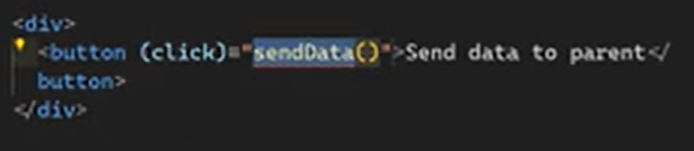 <div>
<button (click)="sendData()">Send data to parent</
button>
</div>